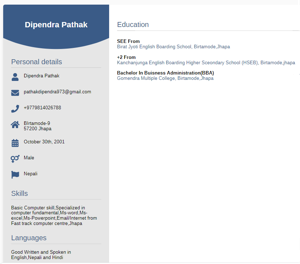 Dipendra Pathak
Personal details
Dipendra Pathak
pathakdipendra973@gmail.com
+9779814026788
Birtamode-9
57200 Jhapa
October 30th, 2001
Male
Nepali
Skills
Basic Computer skill,Specialized in
computer fundamental,Ms-word,Ms-
excel,Ms-Powerpoint,Email/Internet from
Fast track computer centre,Jhapa.
Languages
Good Written and Spoken in
English,Nepali and Hindi
Education
SEE From
Birat Jyoti English Boarding School, Birtamode,Jhapa
+2 From
Kanchanjunga English Boarding Higher Scecondary School (HSEB), Birtamode,jhapa
Bachelor In Buisness Administration(BBA)
Gomendra Multiple College, Birtamode,Jhapa